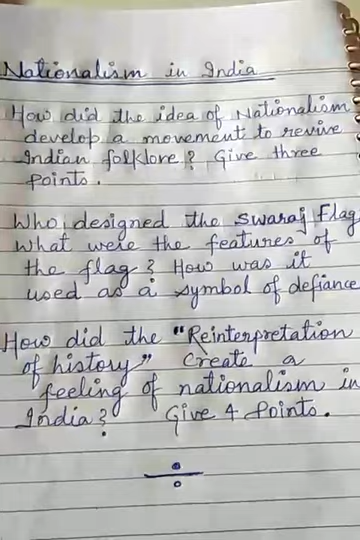 Nationalism in India
How did the idea of Nationalism
develop a movement to revive
Indian folklore? Give three
points.
Who designed the Swaraj Flag
What were the features of
the flag? How was it
used as a symbol of defiance
How did the "Reinterpretation
of history" Create a
feeling of nationalism in
India? Give 4 Points.